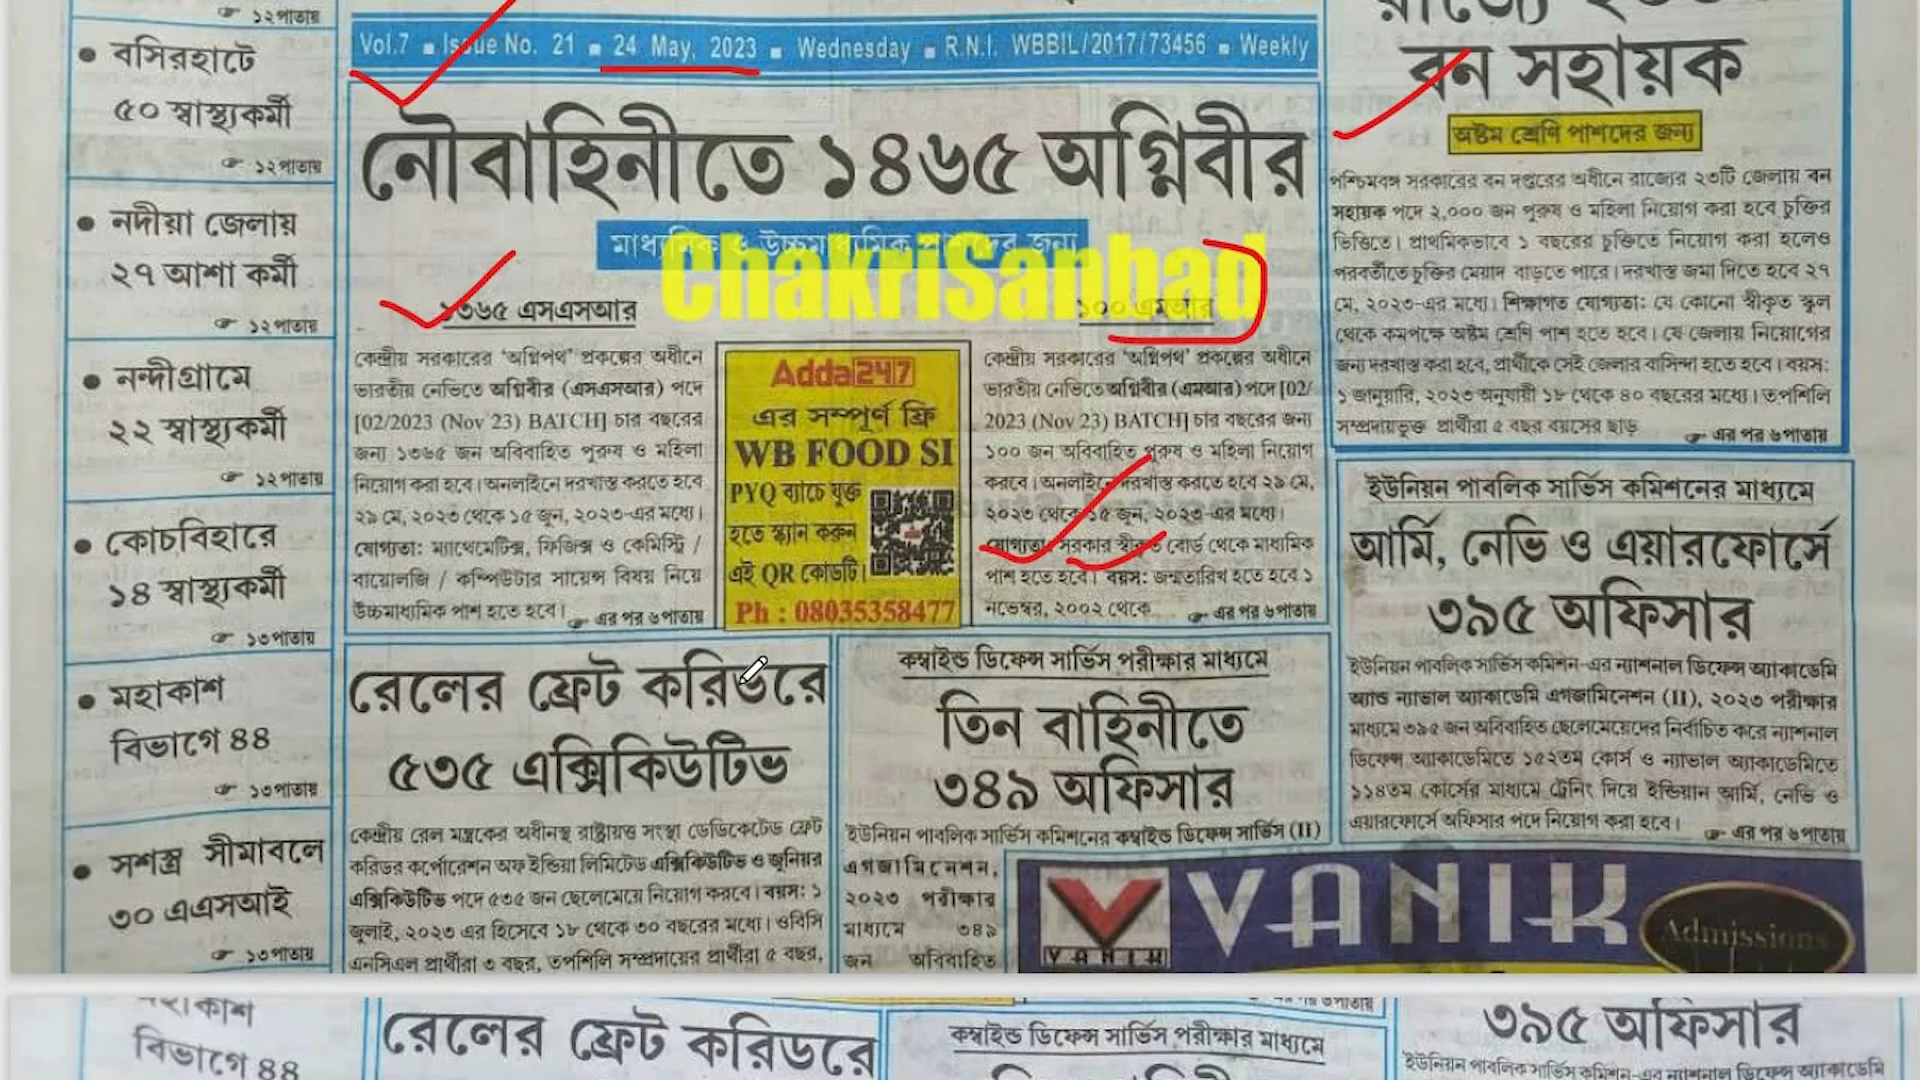 ১২পাতায়
বসিরহাটে
৫০ স্বাস্থ্যকর্মী
১২পাতায়
নদীয়া জেলায়
২৭ আশা কর্মী
১২পাতায়
নন্দীগ্রামে
২২ স্বাস্থ্যকর্মী
১২পাতায়
কোচবিহারে
১৪ স্বাস্থ্যকর্মী
১৩পাতায়
মহাকাশ
বিভাগে ৪৪
১৩পাতায়
সশস্ত্র সীমাবলে
৩০ এএসআই
১৩পাতায়
Vol.7 ■ Issue No. 21 ■ 24 May, 2023 ■ Wednesday ■ R.N.I. WBBIL/2017/73456 ■ Weekly
নৌবাহিনীতে ১৪৬৫ অগ্নিবীর
মাধ্যমিক ও উচ্চমাধ্যমিক পাশদের জন্য
ChakriSanbad
১৩৬৫ এসএসআর
কেন্দ্রীয় সরকারের 'অগ্নিপথ' প্রকল্পের অধীনে
ভারতীয় নেভিতে অগ্নিবীর (এসএসআর) পদে
[02/2023 (Nov 23) BATCH] চার বছরের
জন্য ১৩৬৫ জন অবিবাহিত পুরুষ ও মহিলা
নিয়োগ করা হবে। অনলাইনে দরখাস্ত করতে হবে
২৯ মে, ২০২৩ থেকে ১৫ জুন, ২০২৩-এর মধ্যে।
যোগ্যতা: ম্যাথেমেটিক্স, ফিজিক্স ও কেমিস্ট্রি /
বায়োলজি / কম্পিউটার সায়েন্স বিষয় নিয়ে
উচ্চমাধ্যমিক পাশ হতে হবে।
এর পর ৬পাতায়
Adda247
এর সম্পূর্ণ ফ্রি
WB FOOD SI
PYQ ব্যাচে যুক্ত
হতে স্ক্যান করুন
এই QR কোডটি।
Ph : 08035358477
১০০ এমআর
কেন্দ্রীয় সরকারের 'অগ্নিপথ' প্রকল্পের অধীনে
ভারতীয় নেভিতে অগ্নিবীর (এমআর) পদে [02/
2023 (Nov 23) BATCH] চার বছরের জন্য
১০০ জন অবিবাহিত পুরুষ ও মহিলা নিয়োগ
করবে। অনলাইনে দরখাস্ত করতে হবে ২৯ মে,
২০২৩ থেকে ১৫ জুন, ২০২৩-এর মধ্যে।
যোগ্যতা: সরকার স্বীকৃত বোর্ড থেকে মাধ্যমিক
পাশ হতে হবে। বয়স: জন্মতারিখ হতে হবে ১
নভেম্বর, ২০০২ থেকে
এর পর ৬পাতায়
বন সহায়ক
অষ্টম শ্রেণি পাশদের জন্য
পশ্চিমবঙ্গ সরকারের বন দপ্তরের অধীনে রাজ্যের ২৩টি জেলায় বন
সহায়ক পদে ২,০০০ জন পুরুষ ও মহিলা নিয়োগ করা হবে চুক্তির
ভিত্তিতে। প্রাথমিকভাবে ১ বছরের চুক্তিতে নিয়োগ করা হলেও
পরবর্তীতে চুক্তির মেয়াদ বাড়তে পারে। দরখাস্ত জমা দিতে হবে ২৭
মে, ২০২৩-এর মধ্যে। শিক্ষাগত যোগ্যতা: যে কোনো স্বীকৃত স্কুল
থেকে কমপক্ষে অষ্টম শ্রেণি পাশ হতে হবে। যে জেলায় নিয়োগের
জন্য দরখাস্ত করা হবে, প্রার্থীকে সেই জেলার বাসিন্দা হতে হবে। বয়স:
১ জানুয়ারি, ২০২৩ অনুযায়ী ১৮ থেকে ৪০ বছরের মধ্যে। তপশিলি
সম্প্রদায়ভুক্ত প্রার্থীরা ৫ বছর বয়সের ছাড়
এর পর ৬পাতায়
ইউনিয়ন পাবলিক সার্ভিস কমিশনের মাধ্যমে
আর্মি, নেভি ও এয়ারফোর্সে
৩৯৫ অফিসার
ইউনিয়ন পাবলিক সার্ভিস কমিশন-এর ন্যাশনাল ডিফেন্স অ্যাকাডেমি
অ্যান্ড ন্যাভাল অ্যাকাডেমি এগজামিনেশন (II), ২০২৩ পরীক্ষার
মাধ্যমে ৩৯৫ জন অবিবাহিত ছেলেমেয়েদের নির্বাচিত করে ন্যাশনাল
ডিফেন্স অ্যাকাডেমিতে ১৫২তম কোর্স ও ন্যাভাল অ্যাকাডেমিতে
১১৪তম কোর্সের মাধ্যমে ট্রেনিং দিয়ে ইন্ডিয়ান আর্মি, নেভি ও
এয়ারফোর্সে অফিসার পদে নিয়োগ করা হবে।
এর পর ৬পাতায়
রেলের ফ্রেট করিডরে
৫৩৫ এক্সিকিউটিভ
কেন্দ্রীয় রেল মন্ত্রকের অধীনস্থ রাষ্ট্রায়ত্ত সংস্থা ডেডিকেটেড ফ্রেট
করিডর কর্পোরেশন অফ ইন্ডিয়া লিমিটেড এক্সিকিউটিভ ও জুনিয়র
এক্সিকিউটিভ পদে ৫৩৫ জন ছেলেমেয়ে নিয়োগ করবে। বয়স: ১
জুলাই, ২০২৩ এর হিসেবে ১৮ থেকে ৩০ বছরের মধ্যে। ওবিসি
এনসিএল প্রার্থীরা ৩ বছর, তপশিলি সম্প্রদায়ের প্রার্থীরা ৫ বছর,
কম্বাইন্ড ডিফেন্স সার্ভিস পরীক্ষার মাধ্যমে
তিন বাহিনীতে
৩৪৯ অফিসার
ইউনিয়ন পাবলিক সার্ভিস কমিশনের কম্বাইন্ড ডিফেন্স সার্ভিস (II)
এগজামিনেশন,
২০২৩ পরীক্ষার
মাধ্যমে ৩৪৯
জন অবিবাহিত
VANIK
VANIK
Admissions
বিভাগে ৪৪
রেলের ফ্রেট করিডরে
কম্বাইন্ড ডিফেন্স সার্ভিস পরীক্ষার মাধ্যমে
৬পাতায়
৩৯৫ অফিসার
ইউনিয়ন পাবলিক সার্ভিস কমিশন-এর ন্যাশনাল ডিফেন্স অ্যাকাডেমি